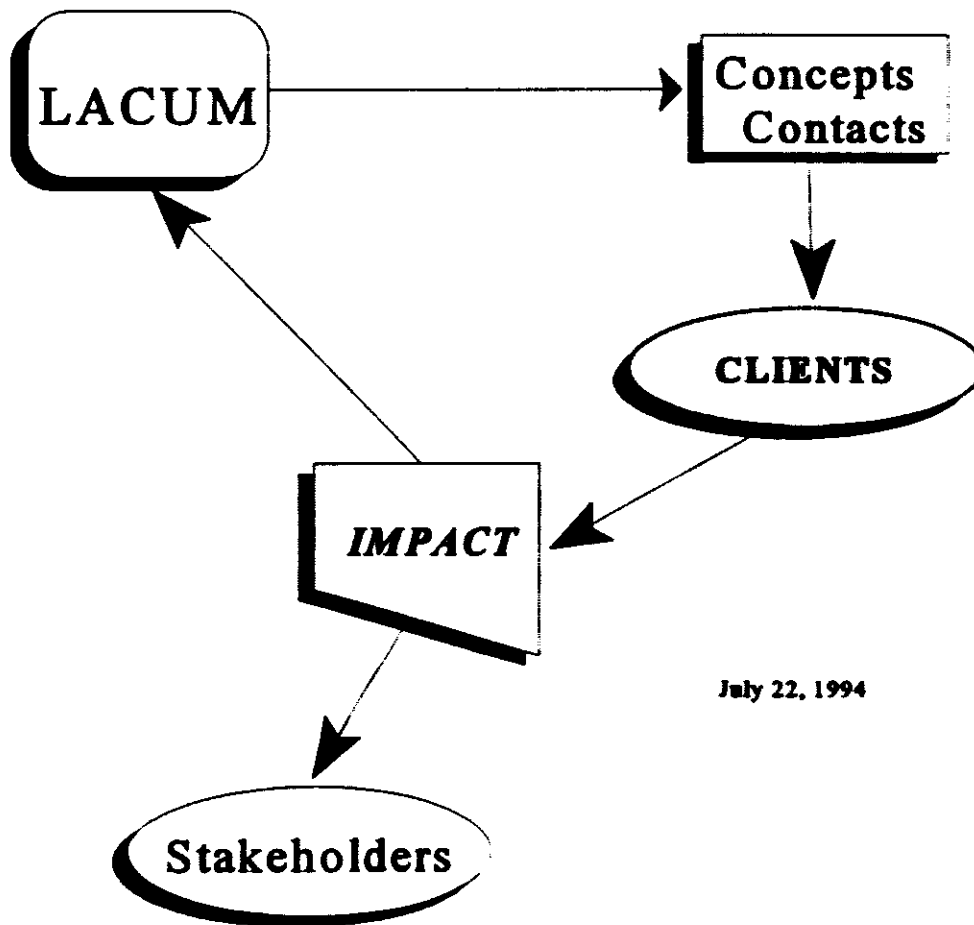 LACUM
Concepts
Contacts
CLIENTS
IMPACT
July 22, 1994
Stakeholders